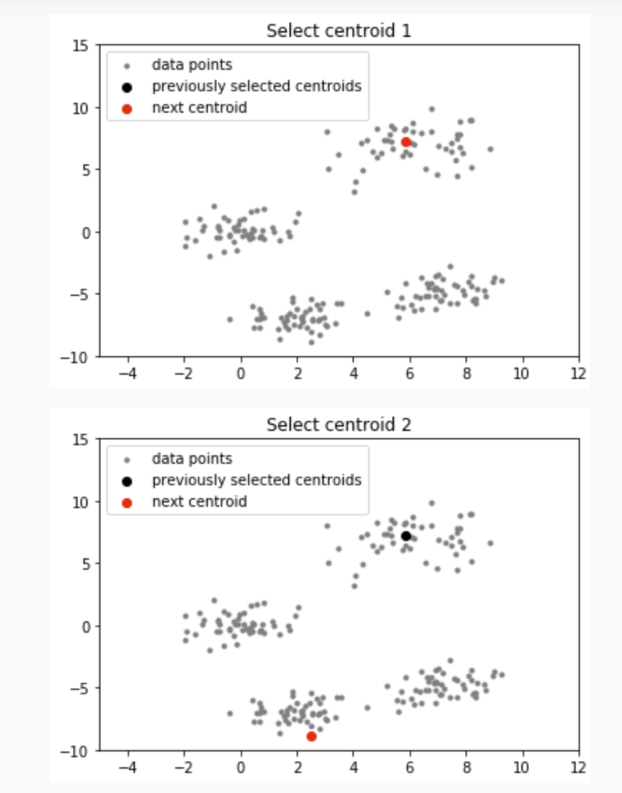 Select centroid 1
15
10
5
0
−5
−10
data points
previously selected centroids
next centroid
−4 −2 0 2 4 6 8 10 12
Select centroid 2
15
10
5
0
−5
−10
data points
previously selected centroids
next centroid
−4 −2 0 2 4 6 8 10 12